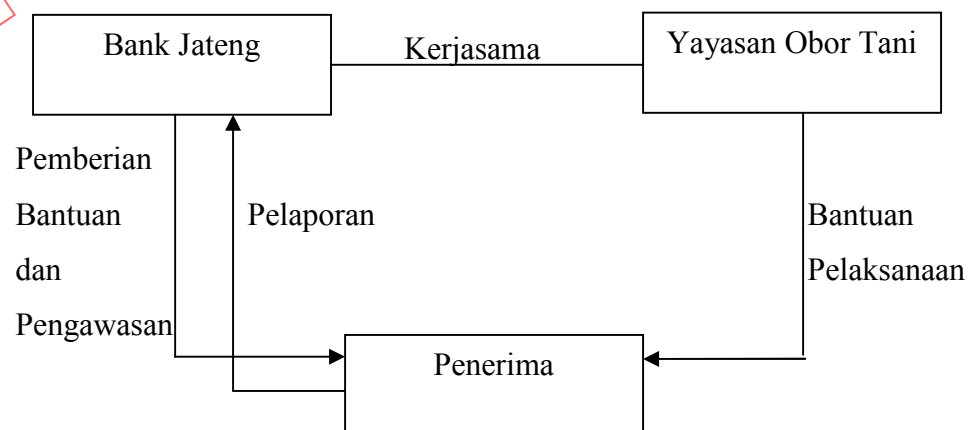 Bank Jateng
Kerjasama
Yayasan Obor Tani
Pemberian
Bantuan
dan
Pengawasan
Pelaporan
Bantuan
Pelaksanaan
Penerima